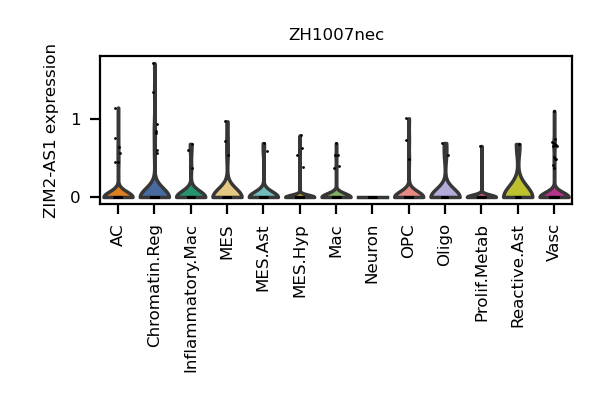 ZH1007nec
ZIM2-AS1 expression
1
0
AC
Chromatin.Reg
Inflammatory.Mac
MES
MES.Ast
MES.Hyp
Mac
Neuron
OPC
Oligo
Prolif.Metab
Reactive.Ast
Vasc